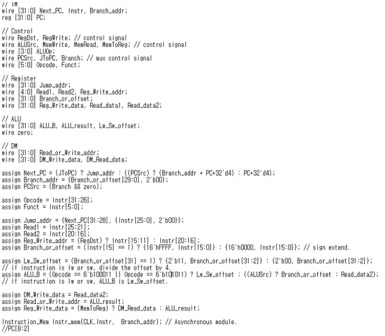 // IM
wire [31:0] Next_PC, Instr, Branch_addr;
reg [31:0] PC;
// Control
wire RegDst, RegWrite; // control signal
wire ALUSrc, MemWrite, MemRead, MemToReg; // control signal
wire [3:0] ALUOp;
wire PCSrc, JToPC, Branch; // mux control signal
wire [5:0] Opcode, Funct;
// Register
wire [31:0] Jump_addr;
wire [4:0] Read1, Read2, Reg_Write_addr;
wire [31:0] Branch_or_offset;
wire [31:0] Reg_Write_data, Read_data1, Read_data2;
// ALU
wire [31:0] ALU_B, ALU_result, Lw_Sw_offset;
wire zero;
// DM
wire [31:0] Read_or_Write_addr;
wire [31:0] DM_Write_data, DM_Read_data;
assign Next_PC = (JToPC) ? Jump_addr : ((PCSrc) ? (Branch_addr + PC+32'd4) : PC+32'd4);
assign Branch_addr = {Branch_or_offset[29:0], 2'b00};
assign PCSrc = (Branch && zero);
assign Opcode = Instr[31:26];
assign Funct = Instr[5:0];
assign Jump_addr = {Next_PC[31:28], {Instr[25:0], 2'b00}};
assign Read1 = Instr[25:21];
assign Read2 = Instr[20:16];
assign Reg_Write_addr = (RegDst) ? Instr[15:11] : Instr[20:16];
assign Branch_or_offset = (Instr[15] == 1) ? {16'hFFFF, Instr[15:0]} : {16'h0000, Instr[15:0]}; // sign extend.
assign Lw_Sw_offset = (Branch_or_offset[31] == 1) ? {2'b11, Branch_or_offset[31:2]} : {2'b00, Branch_or_offset[31:2]};
// if instruction is lw or sw, divide the offset by 4.
assign ALU_B = (Opcode == 6'b100011 || Opcode == 6'b101011) ? Lw_Sw_offset : ((ALUSrc) ? Branch_or_offset : Read_data2);
// if instruction is lw or sw, ALU_B is Lw_Sw_offset.
assign DM_Write_data = Read_data2;
assign Read_or_Write_addr = ALU_result;
assign Reg_Write_data = (MemToReg) ? DM_Read_data : ALU_result;
Instruction_Mem Instr_mem(CLK, Instr, Branch_addr); // Asynchronous module.
//PC[8:2]